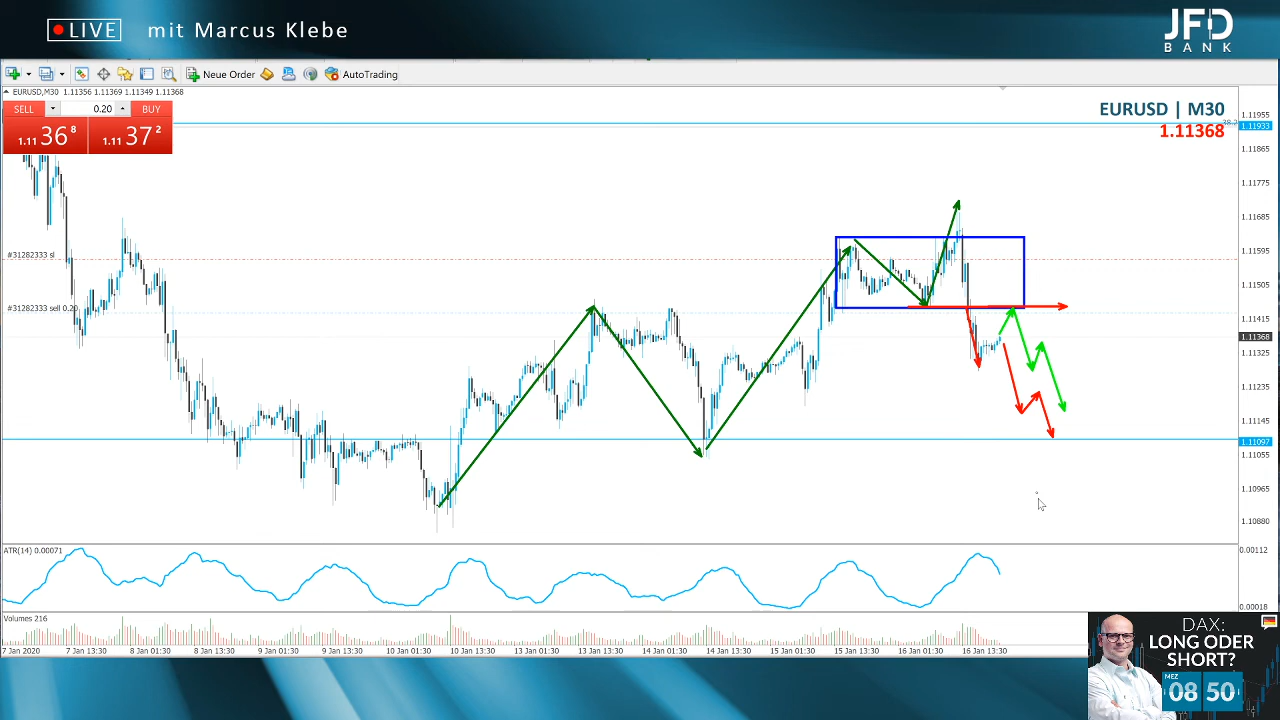 LIVE mit Marcus Klebe
JFD
BANK
Neue Order AutoTrading
EURUSD,M30 1.11356 1.11369 1.11349 1.11368
SELL 0.20 BUY
1.11 36 8 1.11 37 2
EURUSD | M30
1.11368
38.2
#31282333 sl
#31282333 sell 0.20
1.11955
1.11933
1.11865
1.11775
1.11685
1.11595
1.11505
1.11415
1.11368
1.11325
1.11235
1.11145
1.11097
1.11055
1.10965
1.10880
ATR(14) 0.00071
0.00112
0.00018
Volumes 216
7 Jan 2020 7 Jan 13:30 8 Jan 01:30 8 Jan 13:30 9 Jan 01:30 9 Jan 13:30 10 Jan 01:30 10 Jan 13:30 13 Jan 01:30 13 Jan 13:30 14 Jan 01:30 14 Jan 13:30 15 Jan 01:30 15 Jan 13:30 16 Jan 01:30 16 Jan 13:30
DAX:
LONG ODER
SHORT?
MEZ
08 50